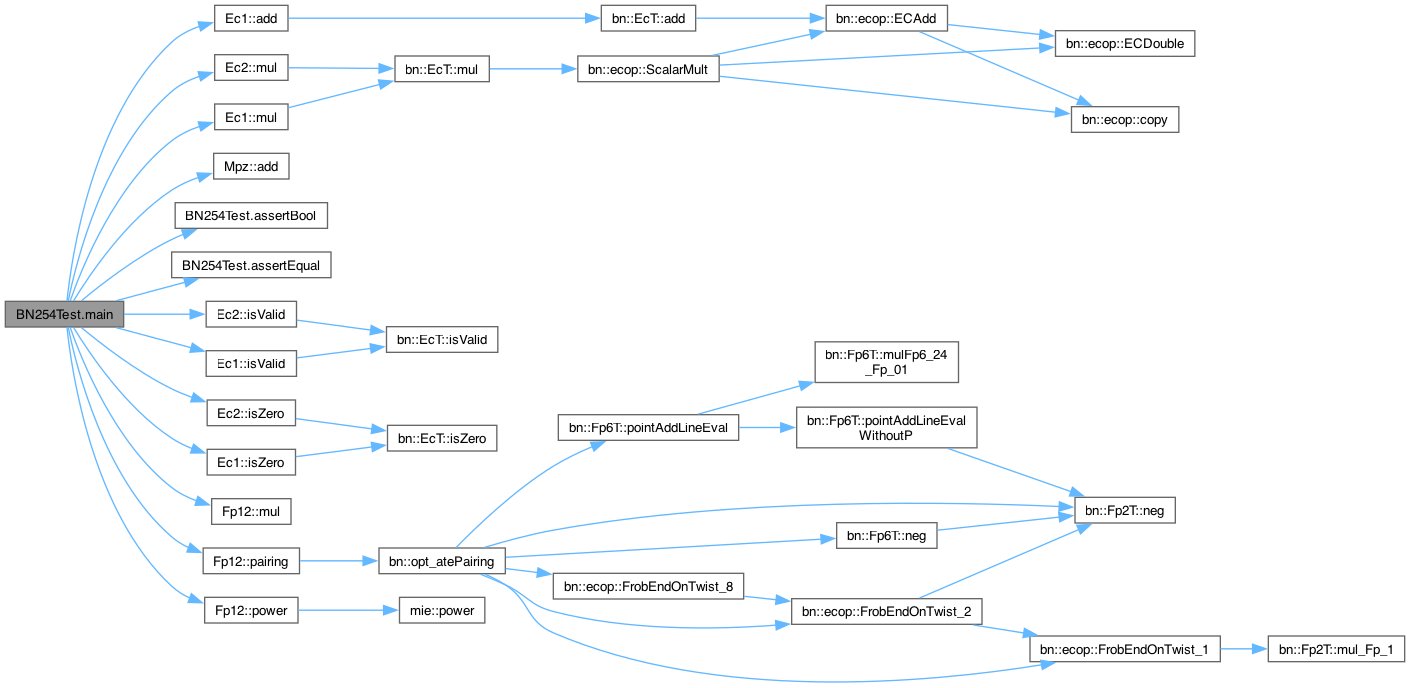 BN254Test.main
Ec1::add
Ec2::mul
Ec1::mul
Mpz::add
BN254Test.assertBool
BN254Test.assertEqual
Ec2::isValid
Ec1::isValid
Ec2::isZero
Ec1::isZero
Fp12::mul
Fp12::pairing
Fp12::power
bn::EcT::add
bn::EcT::mul
bn::ecop::ScalarMult
bn::ecop::ECAdd
bn::ecop::ECDouble
bn::ecop::copy
bn::EcT::isValid
bn::EcT::isZero
bn::opt_atePairing
mie::power
bn::Fp6T::pointAddLineEval
bn::Fp6T::mulFp6_24
_Fp_01
bn::Fp6T::pointAddLineEval
WithoutP
bn::Fp6T::neg
bn::Fp2T::neg
bn::ecop::FrobEndOnTwist_8
bn::ecop::FrobEndOnTwist_2
bn::ecop::FrobEndOnTwist_1
bn::Fp2T::mul_Fp_1